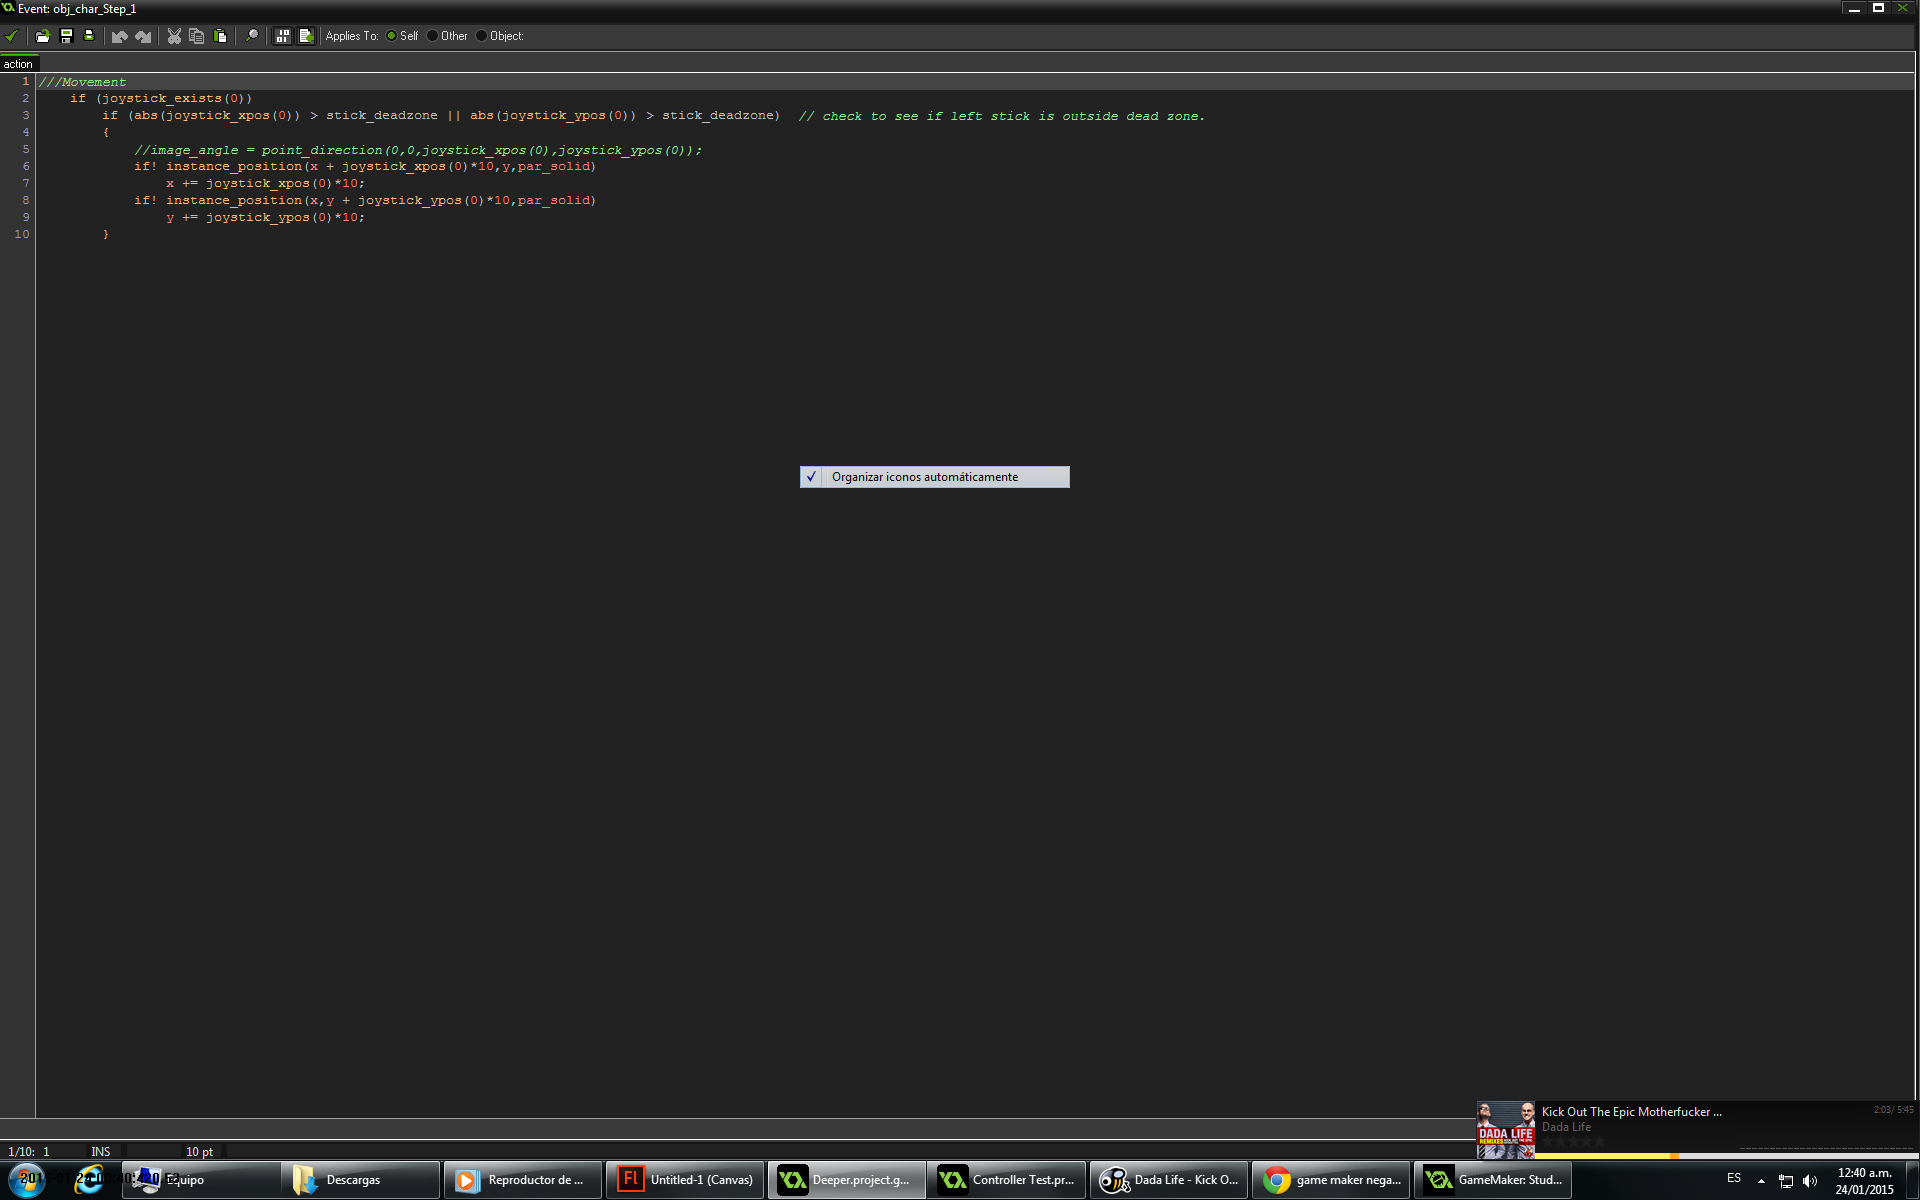 Event: obj_char_Step_1
Applies To: Self Other Object:
action
1 ///Movement
2 if (joystick_exists(0))
3 if (abs(joystick_xpos(0)) > stick_deadzone || abs(joystick_ypos(0)) > stick_deadzone) // check to see if left stick is outside dead zone.
4 {
5 //image_angle = point_direction(0,0,joystick_xpos(0),joystick_ypos(0));
6 if! instance_position(x + joystick_xpos(0)*10,y,par_solid)
7 x += joystick_xpos(0)*10;
8 if! instance_position(x,y + joystick_ypos(0)*10,par_solid)
9 y += joystick_ypos(0)*10;
10 }
✓ Organizar iconos automáticamente
Kick Out The Epic Motherfucker ... 2:03/ 5:45
Dada Life
DADA LIFE
REMIXES
1/10: 1 INS 10 pt
Equipo Descargas Reproductor de ... Fl Untitled-1 (Canvas) Deeper.project.g... Controller Test.pr... Dada Life - Kick O... game maker nega... GameMaker: Stud... ES 12:40 a.m.
24/01/2015